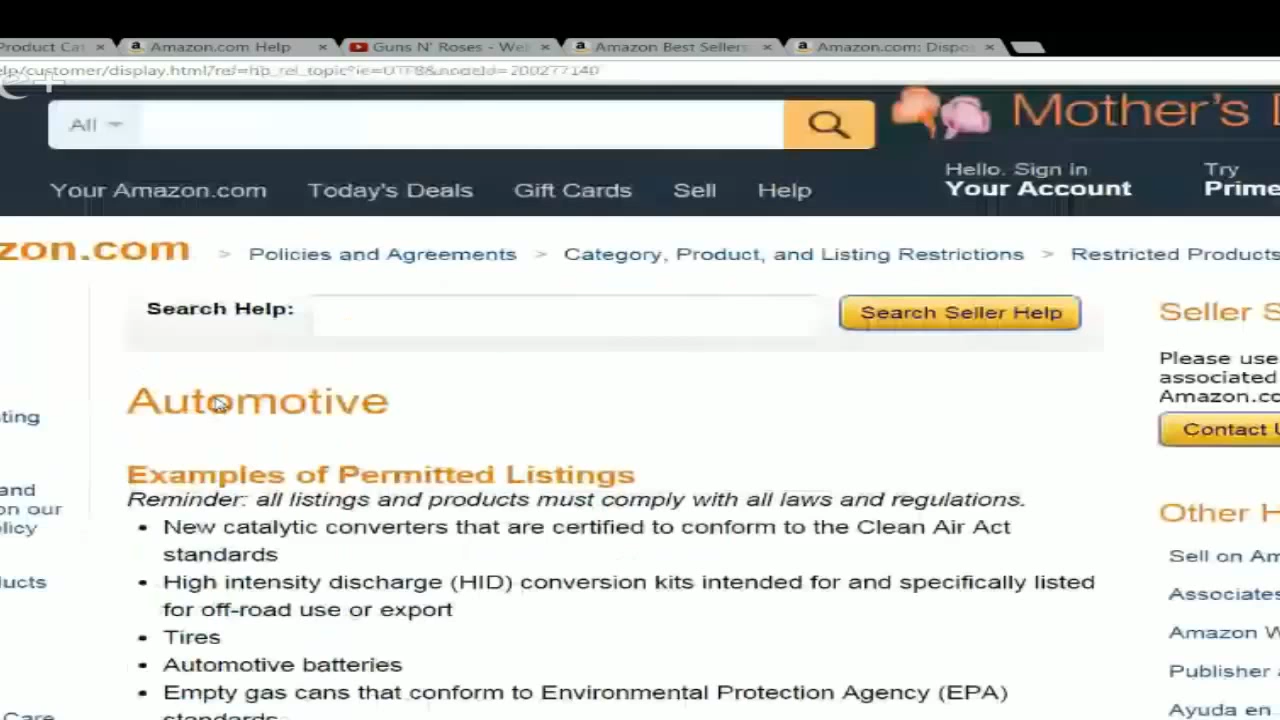 Product Cat
Amazon.com Help
Guns N' Roses - We
Amazon Best Sellers
Amazon.com: Dispo
elp/customer/display.html?ref=hp_rel_topic?ie=UTF8&nodeId=200277140
All
Mother's D
Hello. Sign in
Try
Your Amazon.com Today's Deals Gift Cards Sell Help Your Account Prime
zon.com > Policies and Agreements > Category, Product, and Listing Restrictions > Restricted Products
Search Help:
Search Seller Help
Seller S
Please use
associated
Amazon.co
Contact U
Automotive
Examples of Permitted Listings
Reminder: all listings and products must comply with all laws and regulations.
• New catalytic converters that are certified to conform to the Clean Air Act
standards
• High intensity discharge (HID) conversion kits intended for and specifically listed
for off-road use or export
• Tires
• Automotive batteries
• Empty gas cans that conform to Environmental Protection Agency (EPA)
standards
sting
and
on our
olicy
ducts
Care
Other H
Sell on Am
Associates
Amazon W
Publisher a
Ayuda en